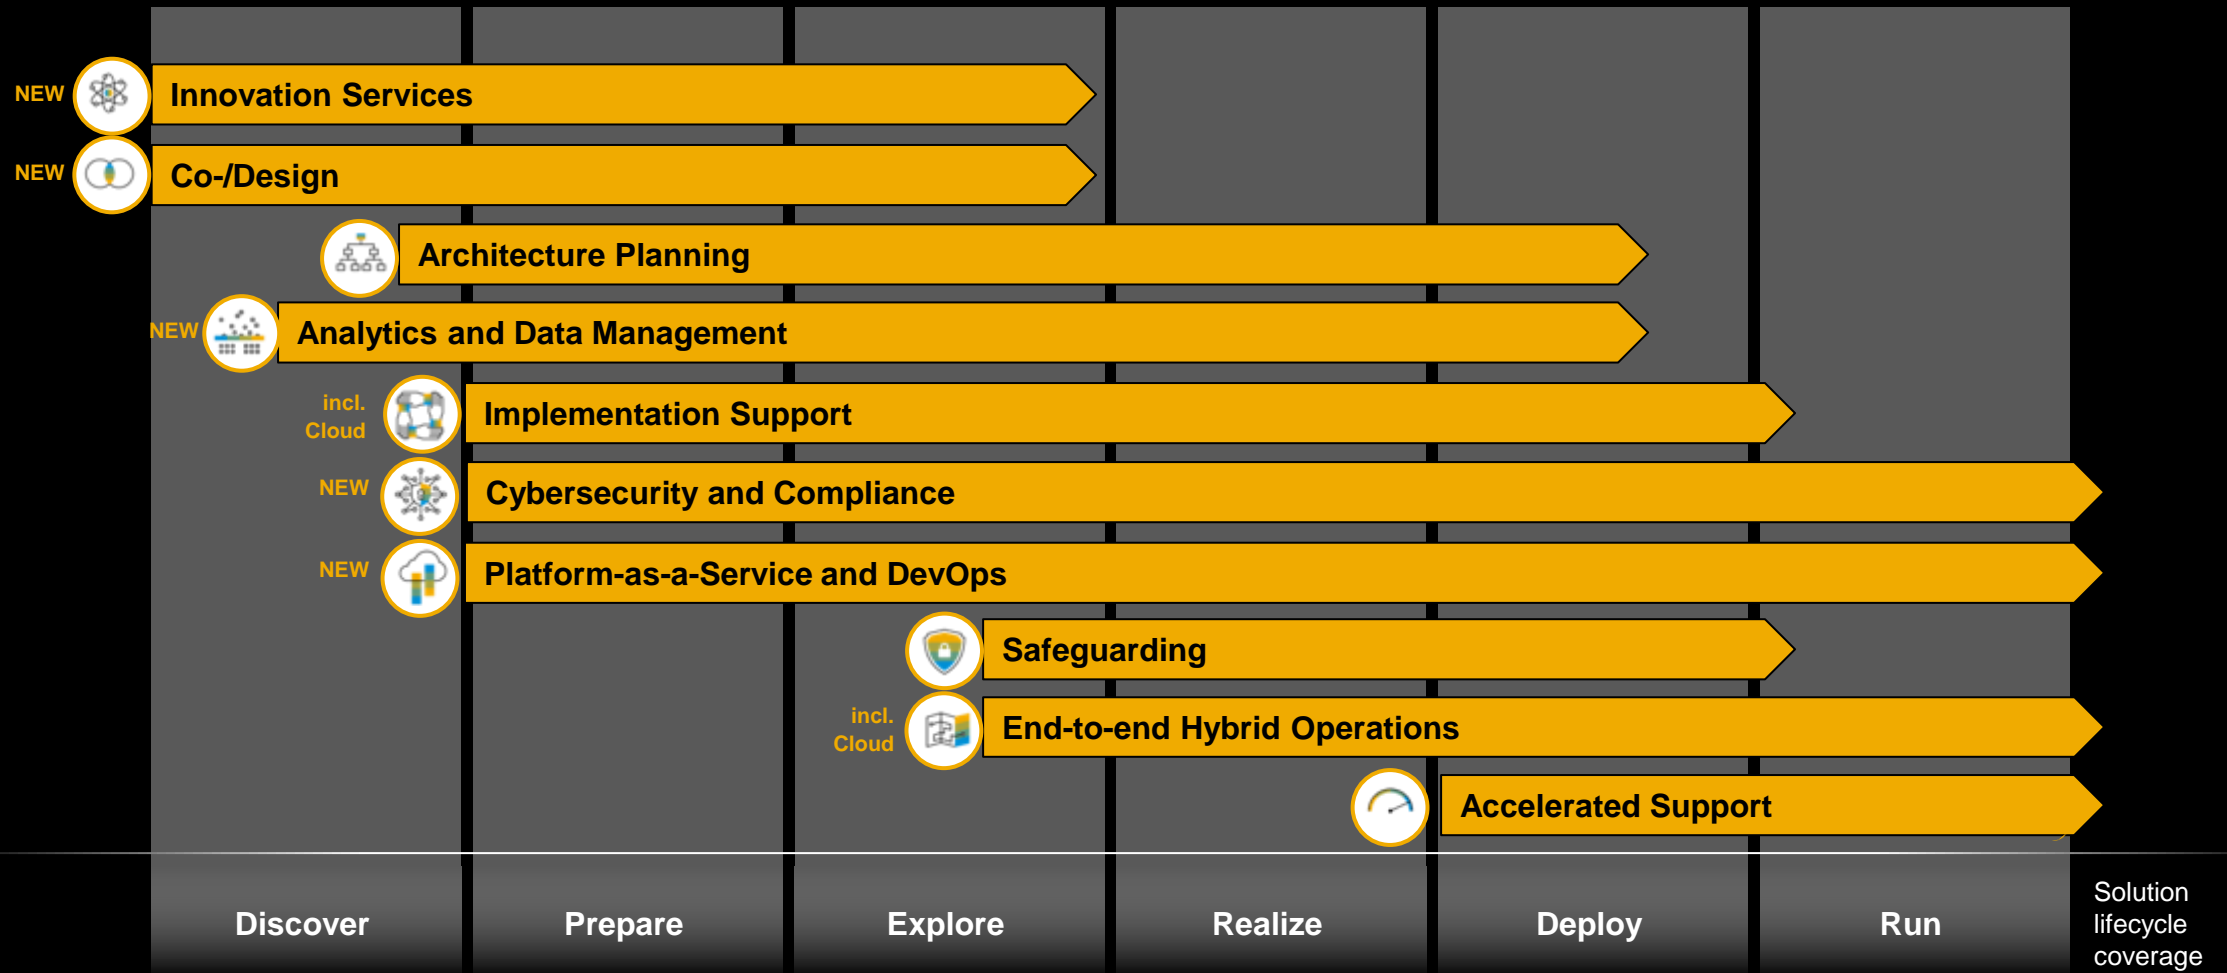 NEW
Innovation Services
NEW
Co-/Design
Architecture Planning
NEW
Analytics and Data Management
incl.
Cloud
Implementation Support
NEW
Cybersecurity and Compliance
NEW
Platform-as-a-Service and DevOps
Safeguarding
incl.
Cloud
End-to-end Hybrid Operations
Accelerated Support
Discover
Prepare
Explore
Realize
Deploy
Run
Solution
lifecycle
coverage